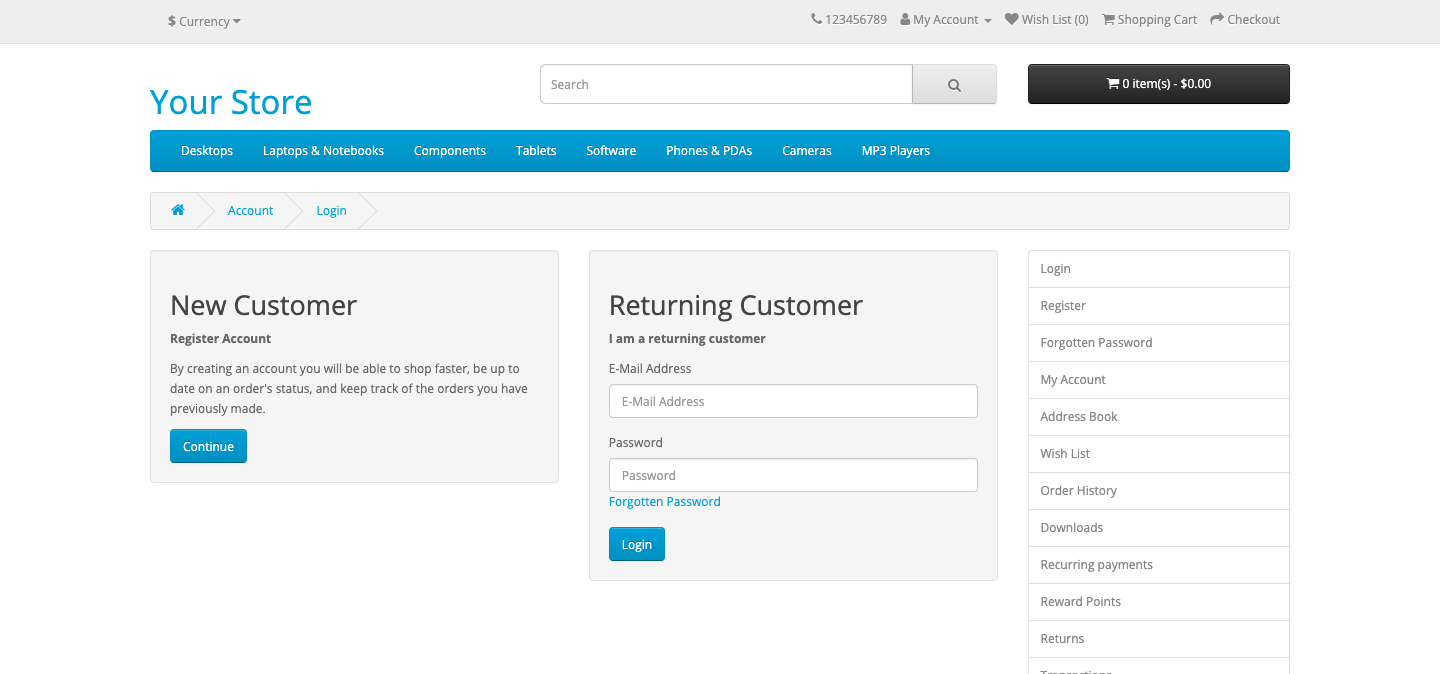 $ Currency
123456789 My Account Wish List (0) Shopping Cart Checkout
Your Store
Search
0 item(s) - $0.00
Desktops Laptops & Notebooks Components Tablets Software Phones & PDAs Cameras MP3 Players
Account Login
New Customer
Register Account
By creating an account you will be able to shop faster, be up to
date on an order's status, and keep track of the orders you have
previously made.
Continue
Returning Customer
I am a returning customer
E-Mail Address
E-Mail Address
Password
Password
Forgotten Password
Login
Login
Register
Forgotten Password
My Account
Address Book
Wish List
Order History
Downloads
Recurring payments
Reward Points
Returns